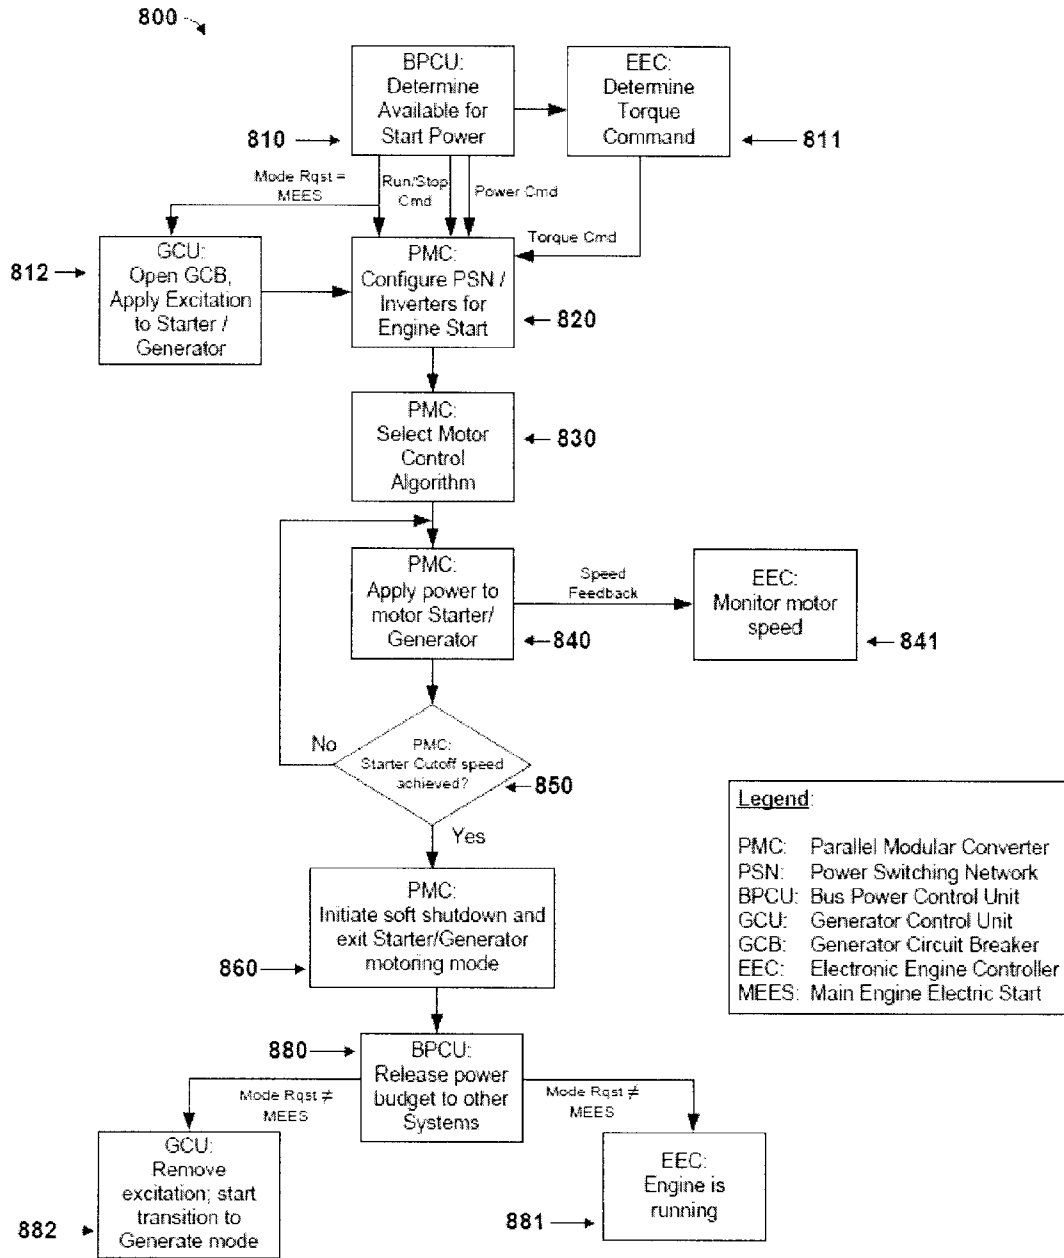 800
BPCU:
Determine
Available for
Start Power
810
EEC:
Determine
Torque
Command
811
Mode Rqst =
MEES
Run/Stop
Cmd
Power Cmd
Torque Cmd
812
GCU:
Open GCB,
Apply Excitation
to Starter /
Generator
PMC:
Configure PSN /
Inverters for
Engine Start
820
PMC:
Select Motor
Control
Algorithm
830
PMC:
Apply power to
motor Starter/
Generator
840
Speed
Feedback
EEC:
Monitor motor
speed
841
No
PMC:
Starter Cutoff speed
achieved?
850
Yes
PMC:
Initiate soft shutdown and
exit Starter/Generator
motoring mode
860
Legend:
PMC: Parallel Modular Converter
PSN: Power Switching Network
BPCU: Bus Power Control Unit
GCU: Generator Control Unit
GCB: Generator Circuit Breaker
EEC: Electronic Engine Controller
MEES: Main Engine Electric Start
880
BPCU:
Release power
budget to other
Systems
Mode Rqst ≠
MEES
Mode Rqst ≠
MEES
GCU:
Remove
excitation; start
transition to
Generate mode
882
EEC:
Engine is
running
881